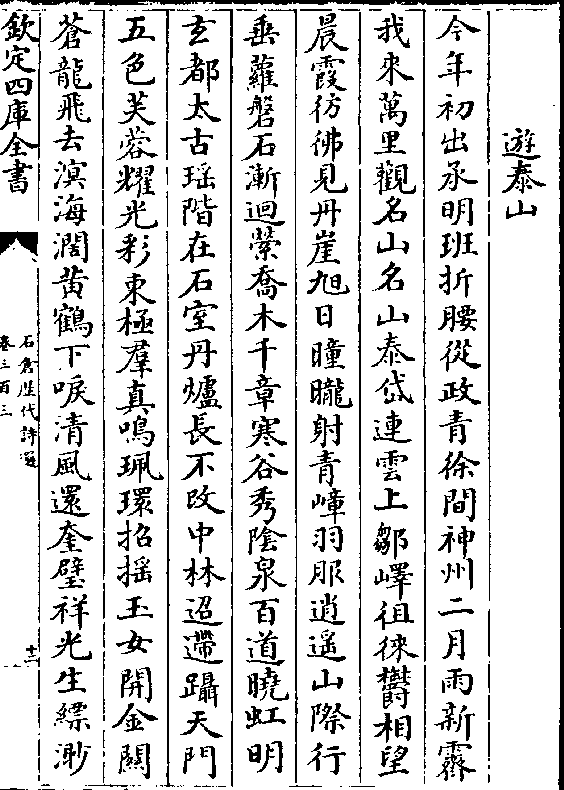 遊泰山
今年初出承明班折腰從政青徐間神州二月雨新霽
我來萬里觀名山名山泰岱連雲上鄒嶧徂徠鬱相望
晨霞彷彿見丹崖旭日曈曨射青嶂羽服逍遙山際行
垂蘿磐石漸迴縈喬木千章寒谷秀陰泉百道曉虹明
玄都太古瑶階在石室丹爐長不改中林迢遰躡天門
五色芙蓉耀光彩東極羣真鳴珮環招揺玉女開金闗
蒼龍飛去溟海濶黄鶴下唳清風還奎璧祥光生縹渺
欽定四庫全書
石倉歴代詩選
卷三百三
十二